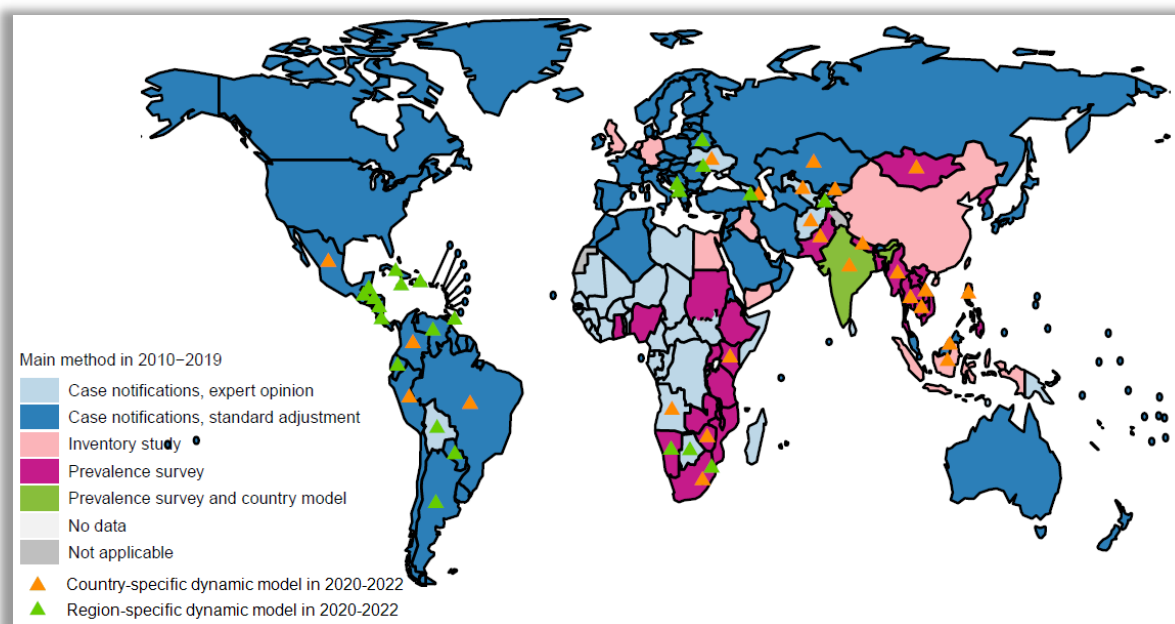 Main method in 2010−2019
Case notifications, expert opinion
Case notifications, standard adjustment
Inventory study
Prevalence survey
Prevalence survey and country model
No data
Not applicable
Country-specific dynamic model in 2020-2022
Region-specific dynamic model in 2020-2022